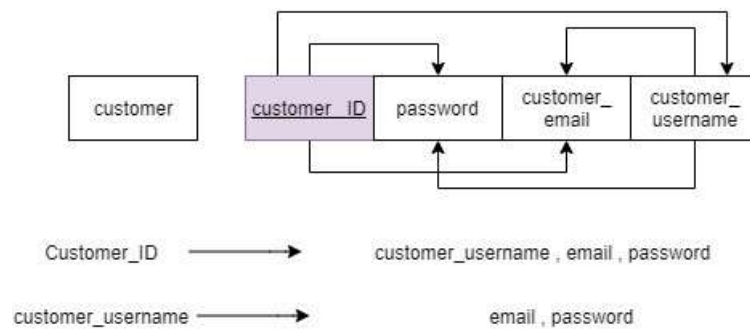 customer
customer_ID
password
customer_
email
customer_
username
Customer_ID
customer_username , email , password
customer_username
email , password